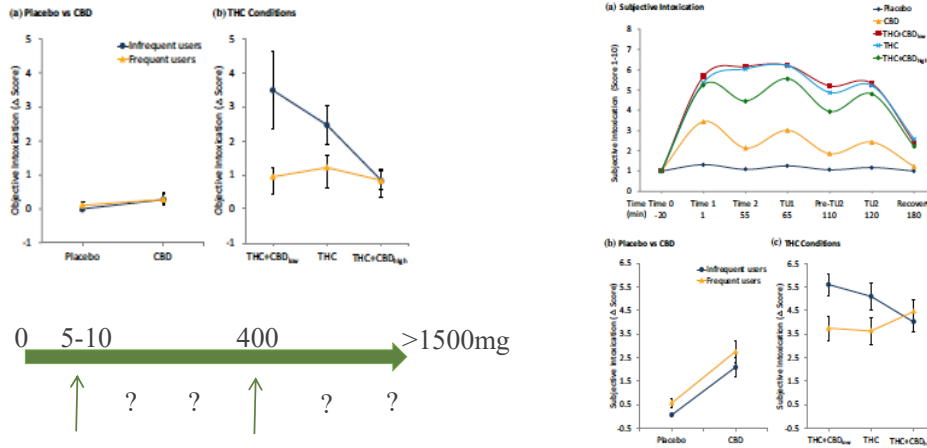 (a) Placebo vs CBD
Objective Intoxication (Δ Score)
5
4
3
2
1
0
-1
Placebo
CBD
Infrequent users
Frequent users
(b) THC Conditions
Objective Intoxication (Δ Score)
5
4
3
2
1
0
-1
THC+CBDlow
THC
THC+CBDhigh
0 5-10 400 >1500mg
? ? ? ?
(a) Subjective Intoxication
Subjective Intoxication (Score 1-10)
8
7
6
5
4
3
2
1
0
Placebo
CBD
THC+CBDlow
THC
THC+CBDhigh
Time Time 0 Time 1 Time 2 TU1 Pre-TU2 TU2 Recovery
(min) -20 1 55 65 110 120 180
(b) Placebo vs CBD
Subjective Intoxication (Δ Score)
6.5
5.5
4.5
3.5
2.5
1.5
0.5
-0.5
Placebo
CBD
Infrequent users
Frequent users
(c) THC Conditions
Subjective Intoxication (Δ Score)
6.5
5.5
4.5
3.5
2.5
1.5
0.5
-0.5
THC+CBDlow
THC
THC+CBDh